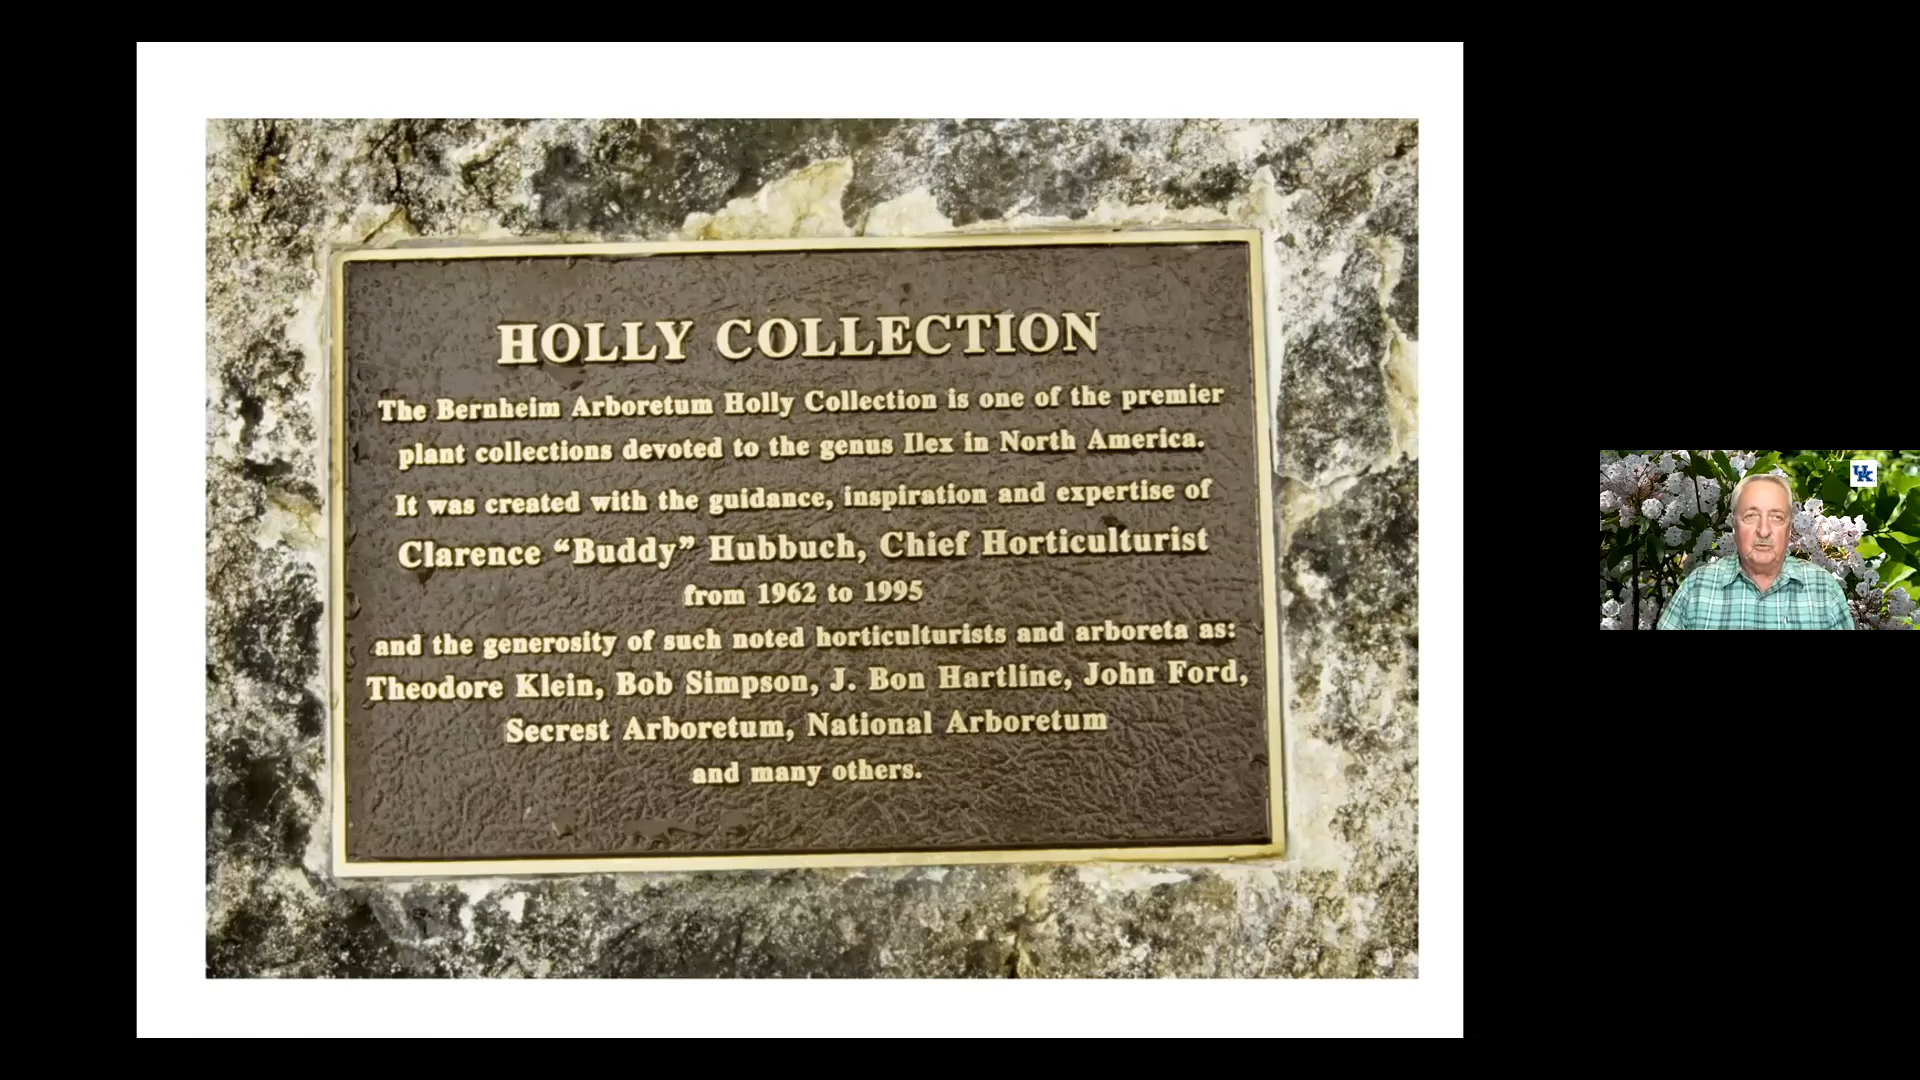 HOLLY COLLECTION
The Bernheim Arboretum Holly Collection is one of the premier
plant collections devoted to the genus Ilex in North America.
It was created with the guidance, inspiration and expertise of
Clarence “Buddy” Hubbuch, Chief Horticulturist
from 1962 to 1995
and the generosity of such noted horticulturists and arboreta as:
Theodore Klein, Bob Simpson, J. Bon Hartline, John Ford,
Secrest Arboretum, National Arboretum
and many others.
UK